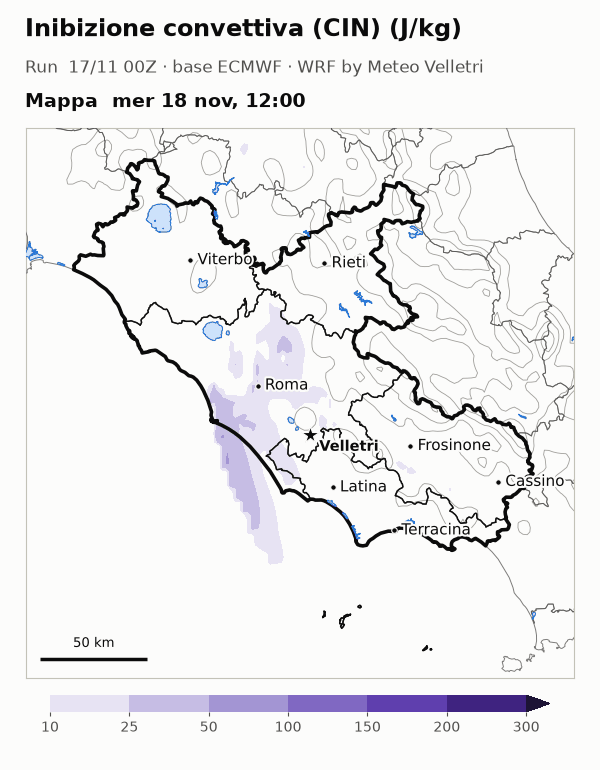 Inibizione convettiva (CIN) (J/kg)
Run 17/11 00Z · base ECMWF · WRF by Meteo Velletri
Mappa mer 18 nov, 12:00
Viterbo
Rieti
Roma
Velletri
Frosinone
Cassino
Latina
Terracina
50 km
10 25 50 100 150 200 300